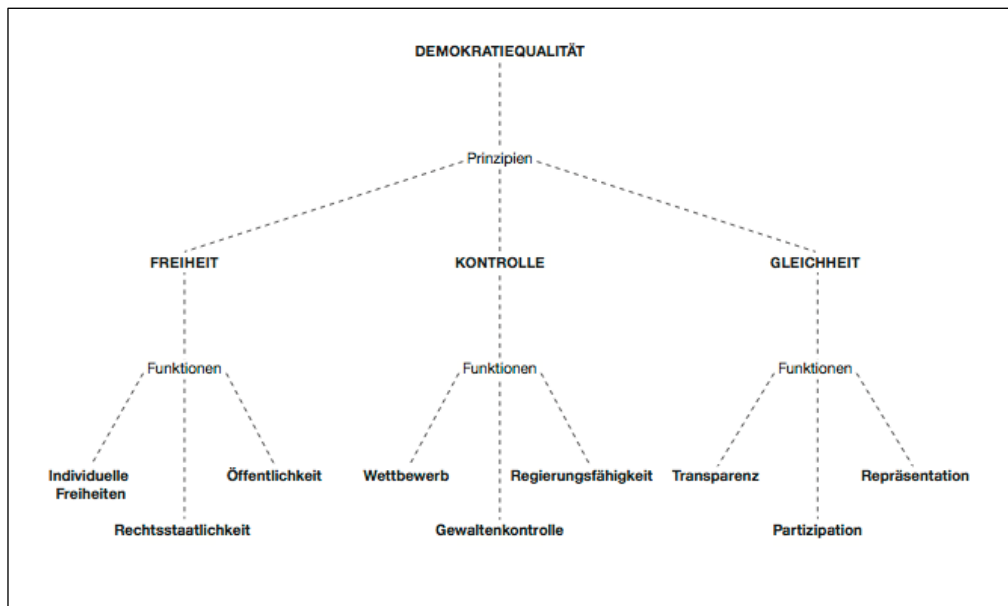 DEMOKRATIEQUALITÄT
Prinzipien
FREIHEIT
KONTROLLE
GLEICHHEIT
Funktionen
Funktionen
Funktionen
Individuelle
Freiheiten
Öffentlichkeit
Wettbewerb
Regierungsfähigkeit
Transparenz
Repräsentation
Rechtsstaatlichkeit
Gewaltenkontrolle
Partizipation